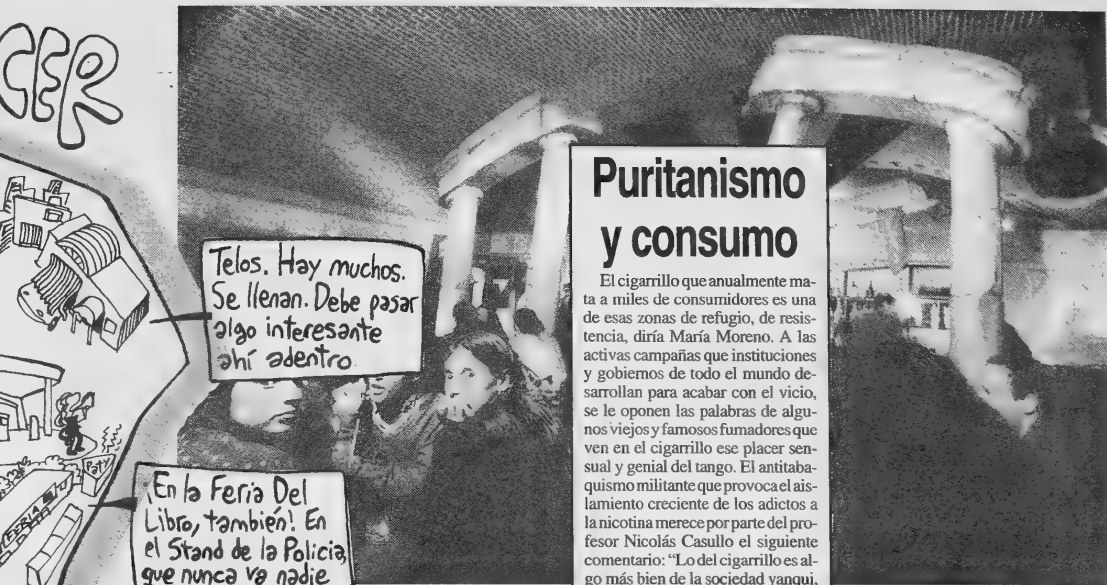 CER
Telos. Hay muchos.
Se llenan. Debe pasar
algo interesante
ahí adentro.
¡En la Feria Del
Libro, también! En
el Stand de la Policia,
que nunca va nadie
FERIA
Paty
Puritanismo
y consumo
El cigarrillo que anualmente ma-
ta a miles de consumidores es una
de esas zonas de refugio, de resis-
tencia, diría María Moreno. A las
activas campañas que instituciones
y gobiernos de todo el mundo de-
sarrollan para acabar con el vicio,
se le oponen las palabras de algu-
nos viejos y famosos fumadores que
ven en el cigarrillo ese placer sen-
sual y genial del tango. El antitaba-
quismo militante que provoca el ais-
lamiento creciente de los adictos a
la nicotina merece por parte del pro-
fesor Nicolás Casullo el siguiente
comentario: “Lo del cigarrillo es al-
go más bien de la sociedad yanqui,